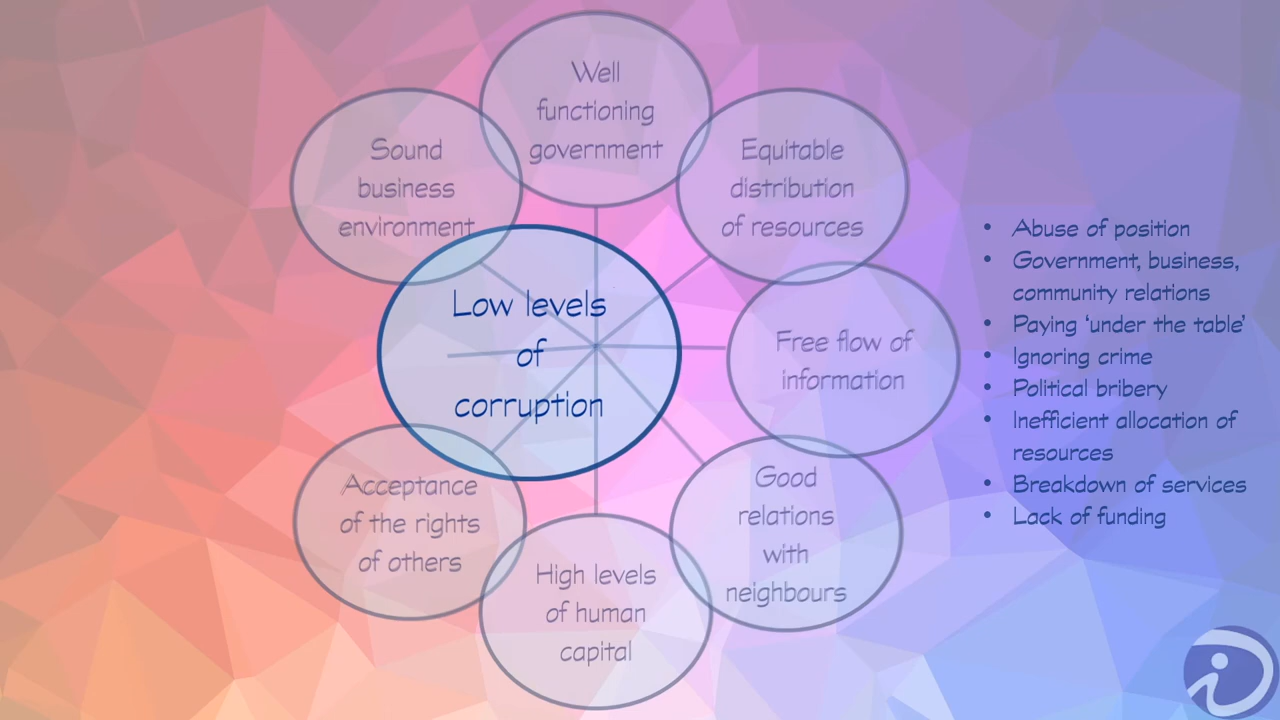 Well
functioning
government
Sound
business
environment
Equitable
distribution
of resources
Low levels
of
corruption
Free flow of
information
Acceptance
of the rights
of others
Good
relations
with
neighbours
High levels
of human
capital
• Abuse of position
• Government, business,
community relations
• Paying ‘under the table’
• Ignoring crime
• Political bribery
• Inefficient allocation of
resources
• Breakdown of services
• Lack of funding
iD